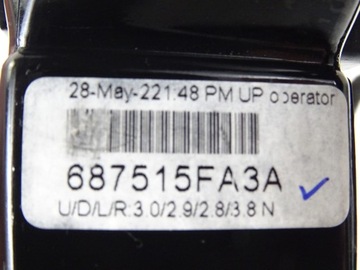 28-May-221:48 PM UP operator
687515FA3A
U/D/L/R:3.0/2.9/2.8/3.8 N